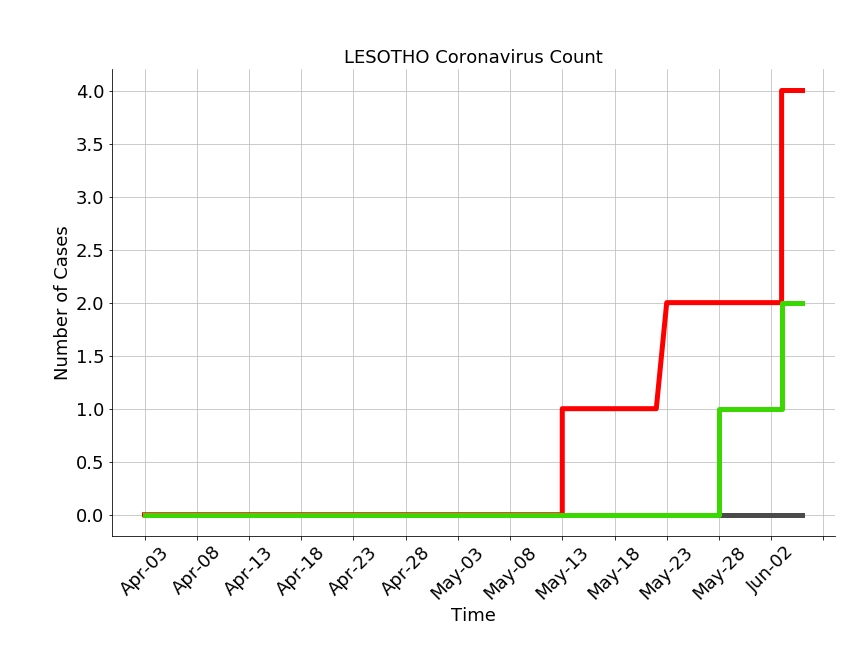 LESOTHO Coronavirus Count
Number of Cases
4.0
3.5
3.0
2.5
2.0
1.5
1.0
0.5
0.0
Apr-03
Apr-08
Apr-13
Apr-18
Apr-23
Apr-28
May-03
May-08
May-13
May-18
May-23
May-28
Jun-02
Time